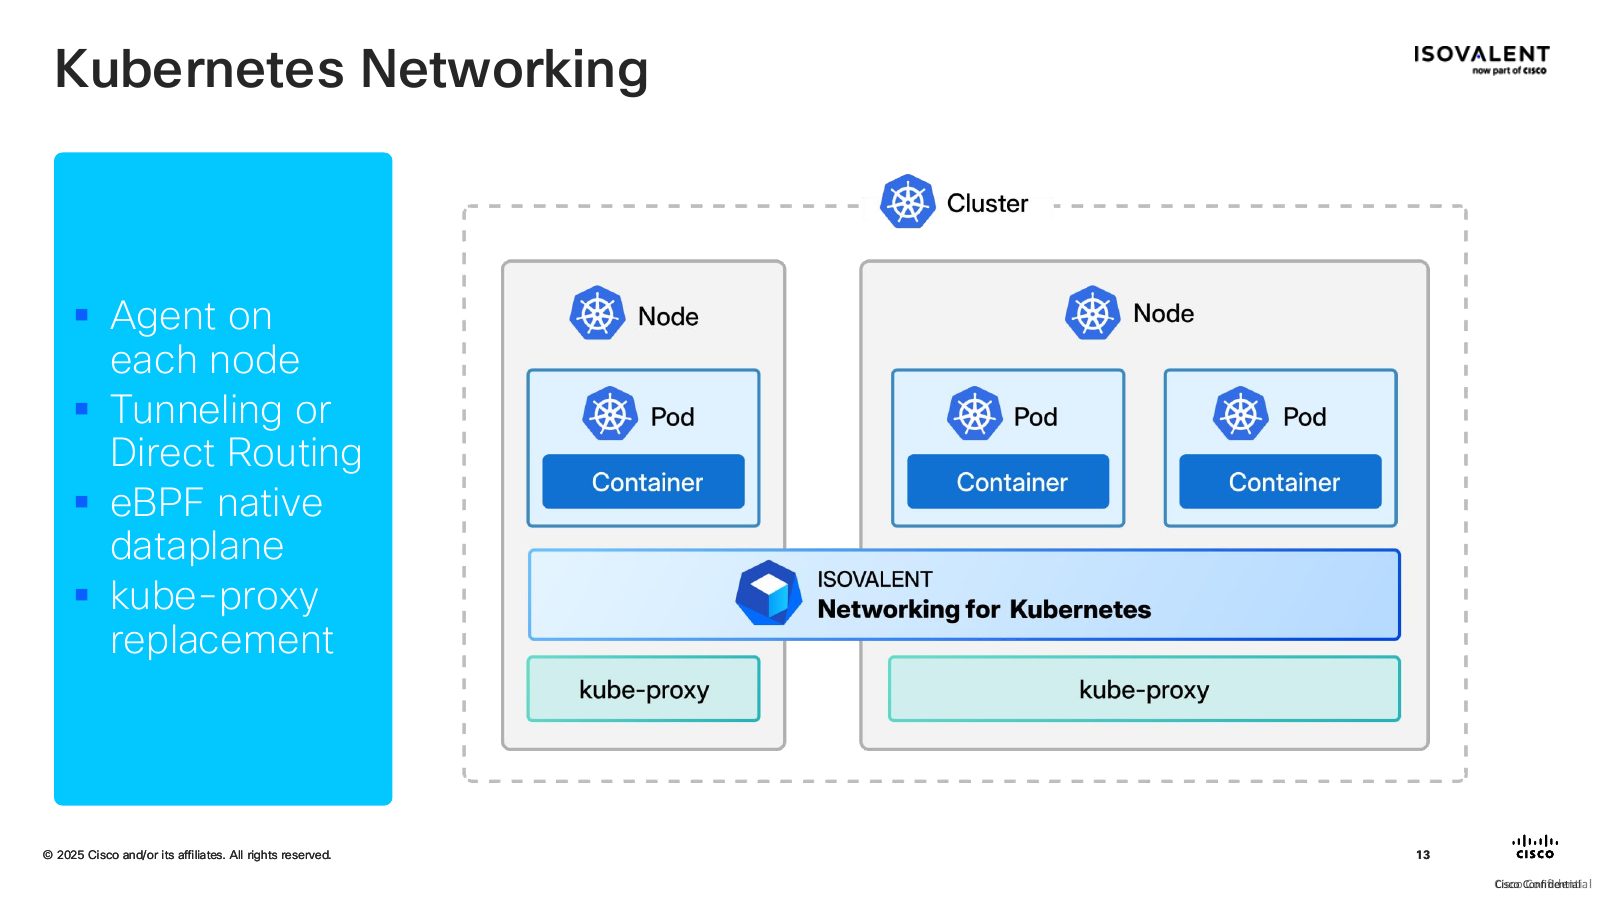 Kubernetes Networking
ISOVALENT
now part of CISCO
▪ Agent on
each node
▪ Tunneling or
Direct Routing
▪ eBPF native
dataplane
▪ kube-proxy
replacement
Cluster
Node
Node
Pod
Pod
Pod
Container
Container
Container
ISOVALENT
Networking for Kubernetes
kube-proxy
kube-proxy
© 2025 Cisco and/or its affiliates. All rights reserved.
13
CISCO
Cisco Confidential